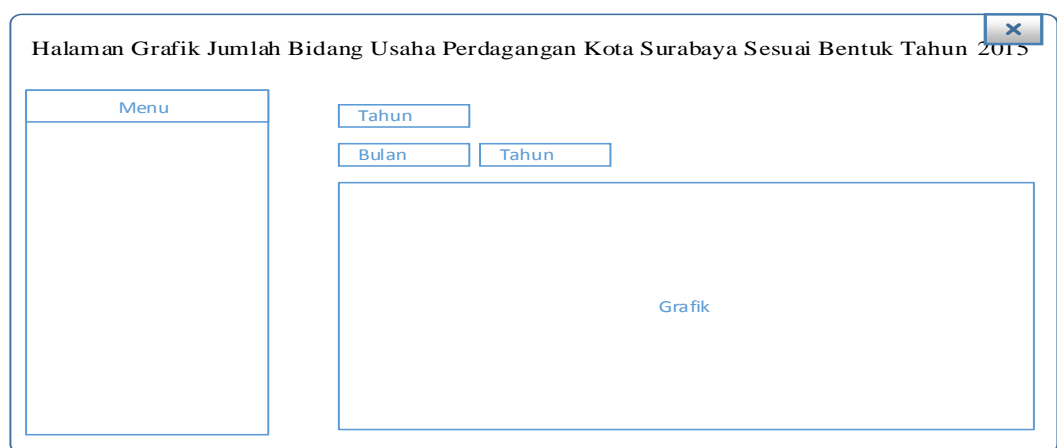 Halaman Grafik Jumlah Bidang Usaha Perdagangan Kota Surabaya Sesuai Bentuk Tahun 2015
Menu
Tahun
Bulan Tahun
Grafik